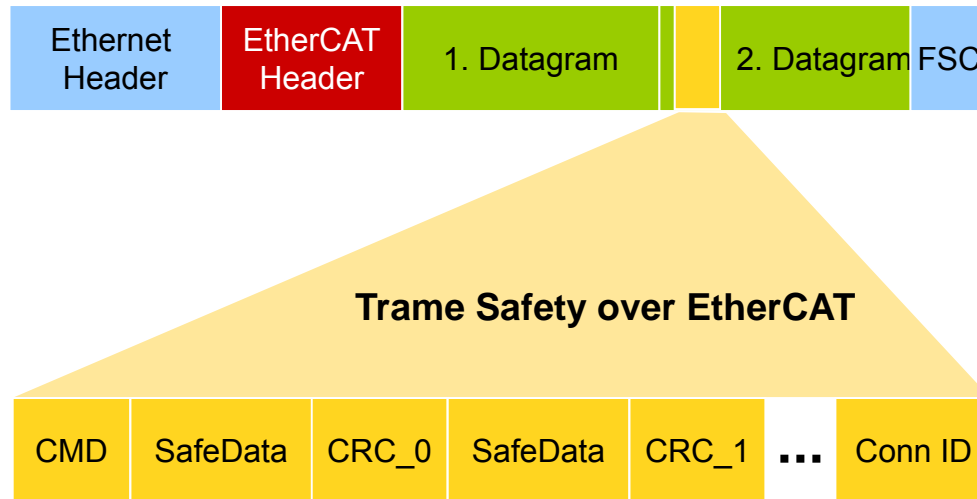 Ethernet
Header
EtherCAT
Header
1. Datagram
2. Datagram
FSC
Trame Safety over EtherCAT
CMD
SafeData
CRC_0
SafeData
CRC_1
...
Conn ID